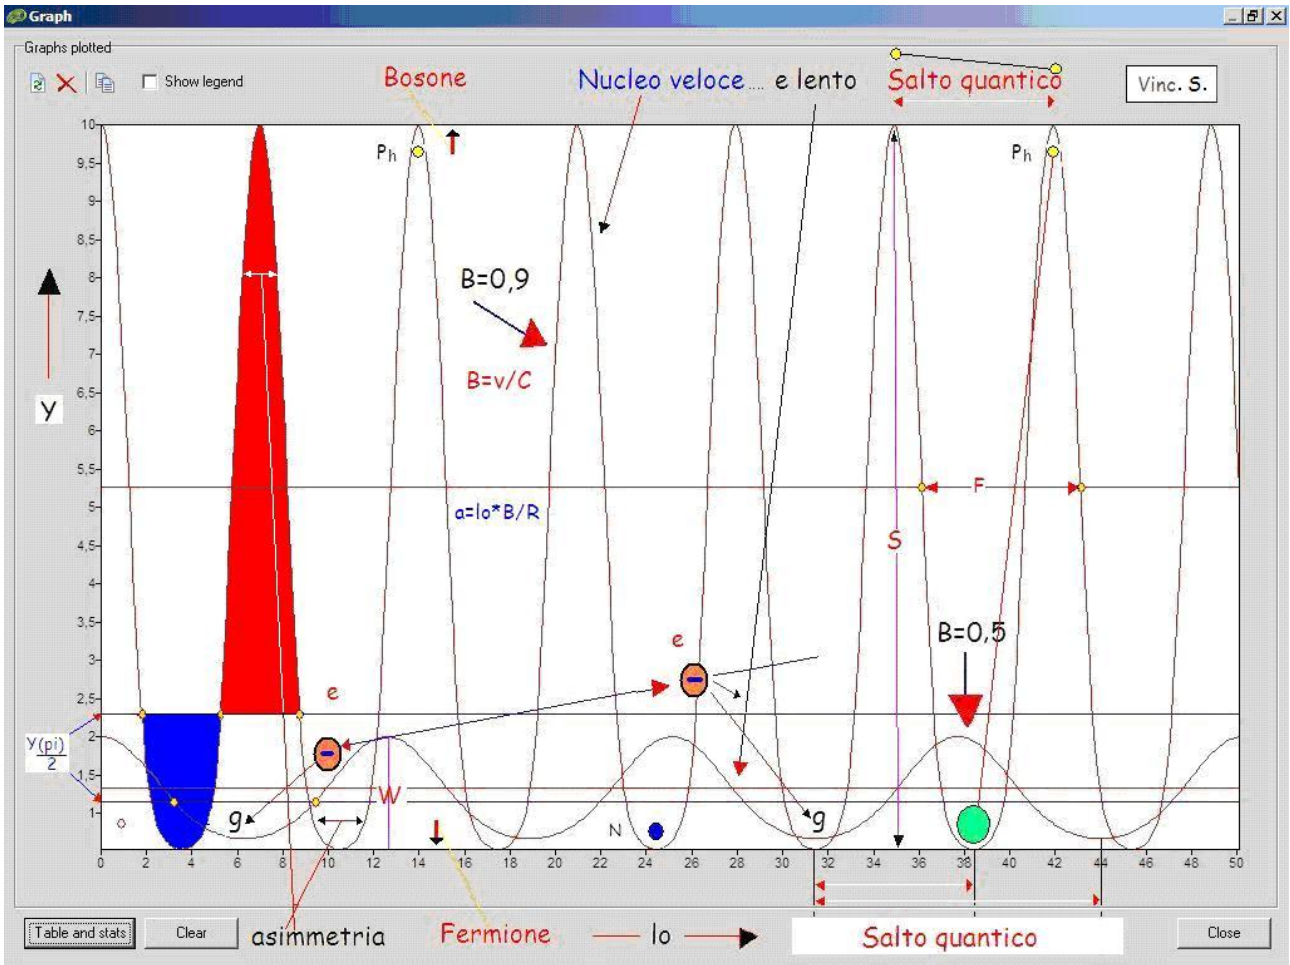 Graph
Graphs plotted
Show legend
Bosone
Nucleo veloce.... e lento
Salto quantico
Vinc. S.
10
9,5
9
8,5
8
7,5
7
6,5
6
5,5
5
4,5
4
3,5
3
2,5
2
1,5
1
Y
Ph
Ph
B=0,9
B=v/C
a=lo*B/R
F
S
B=0,5
e
e
Y(pi)
2
W
g
g
N
0 2 4 6 8 10 12 14 16 18 20 22 24 26 28 30 32 34 36 38 40 42 44 46 48 50
Table and stats
Clear
asimmetria
Fermione
lo
Salto quantico
Close